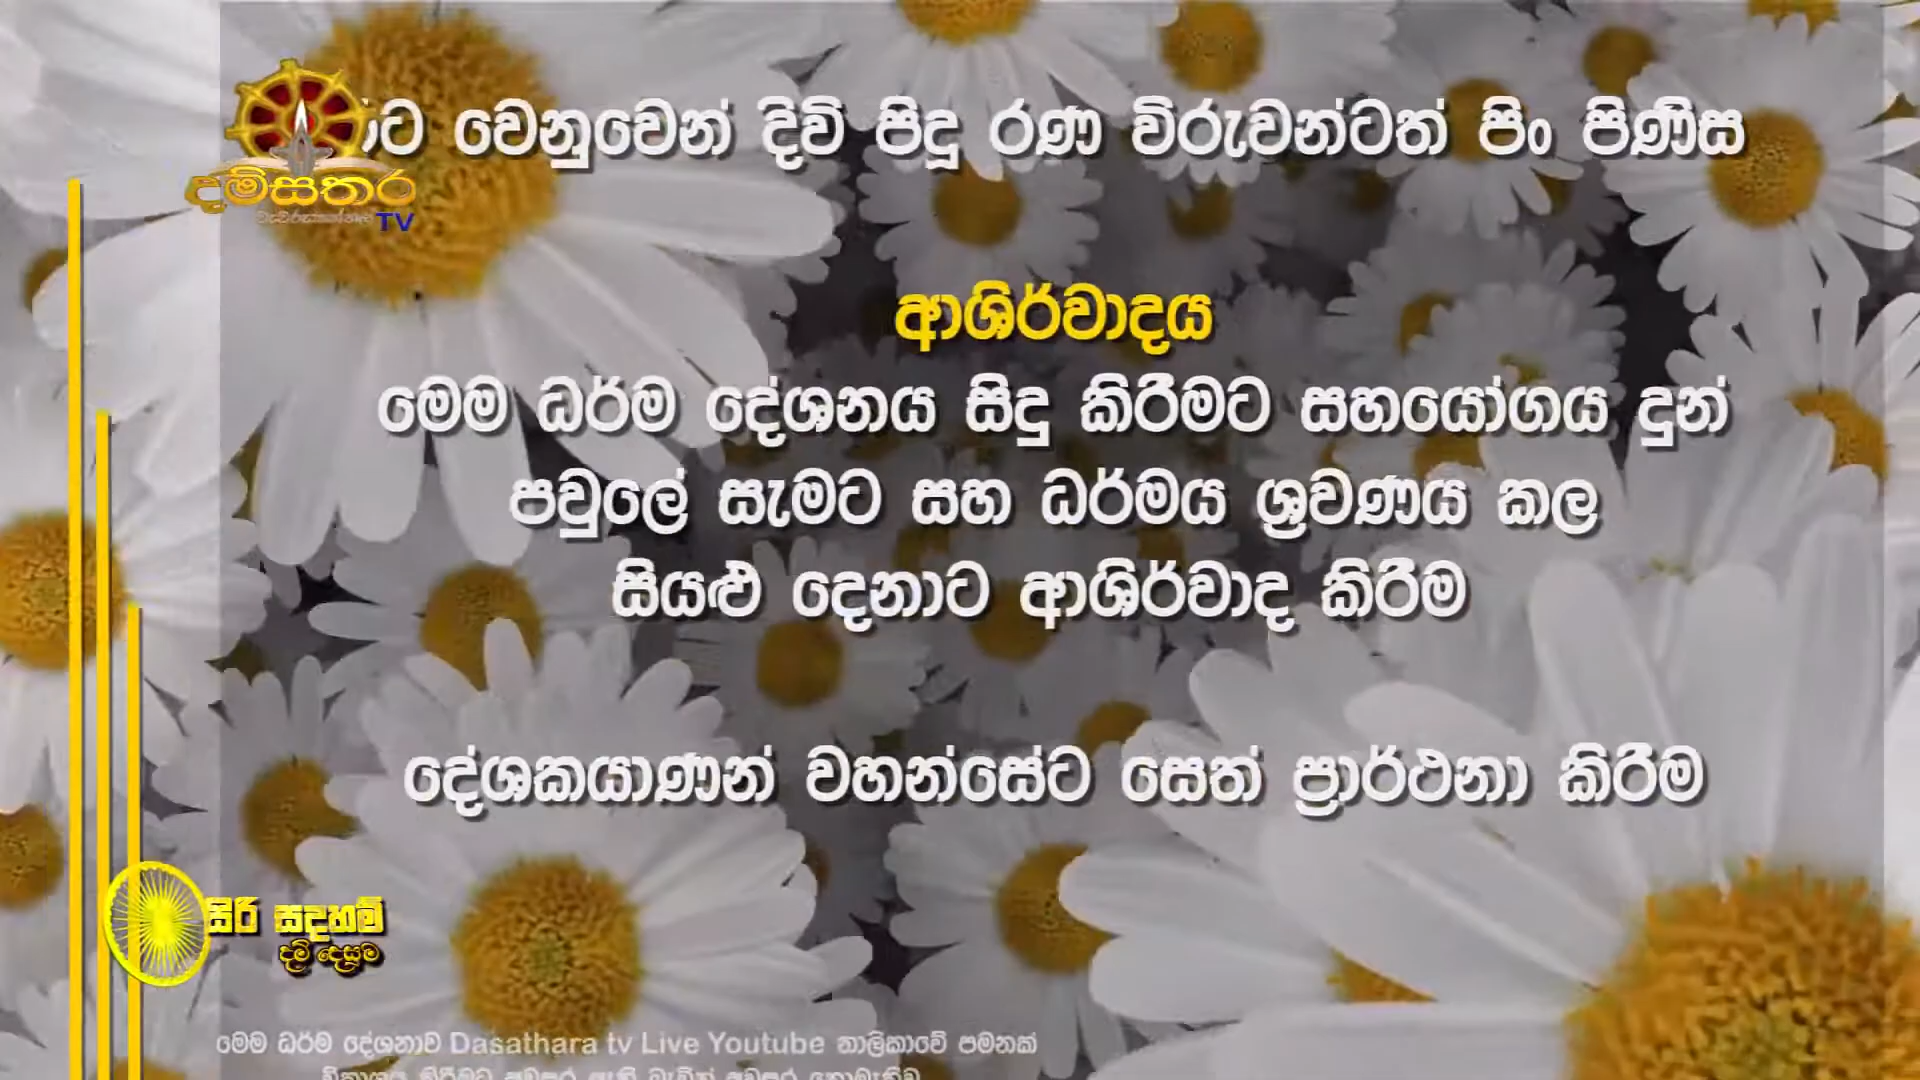 වෙනුවෙන් දිවි පිදූ රණ විරුවන්ටත් පිං පිණිස
දම්සතර
TV
ආශිර්වාදය
මෙම ධර්ම දේශනය සිදු කිරීමට සහයෝගය දුන්
පවුලේ සැමට සහ ධර්මය ශ්‍රවණය කල
සියළු දෙනාට ආශිර්වාද කිරීම
දේශකයාණන් වහන්සේට සෙත් ප්‍රාර්ථනා කිරීම
සිරි සදහම්
දම් දෙසුම
මෙම ධර්ම දේශනාව Dasathara tv Live Youtube නාලිකාවේ පමනක්